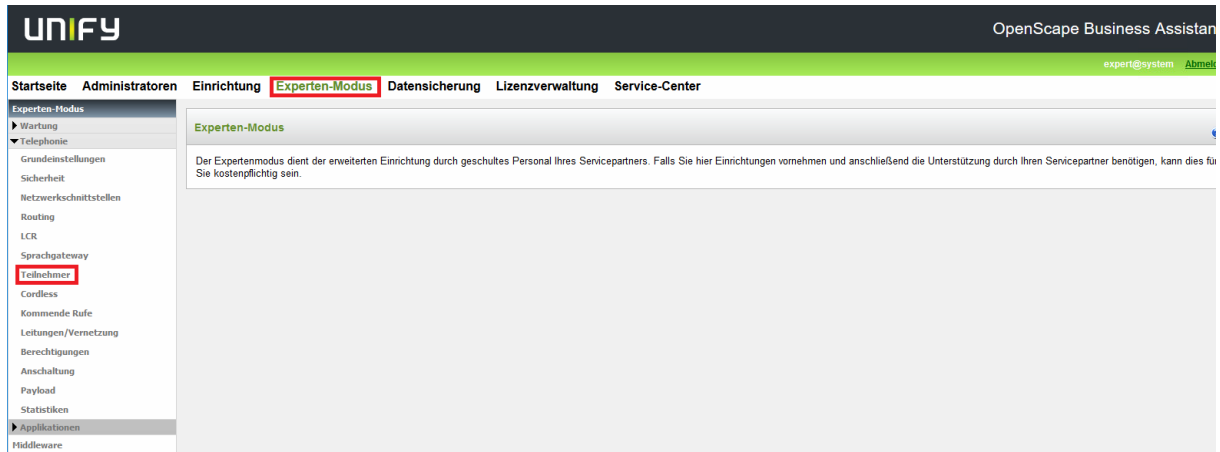 UNIFY
OpenScape Business Assistan
expert@system Abmeld
Startseite Administratoren Einrichtung Experten-Modus Datensicherung Lizenzverwaltung Service-Center
Experten-Modus
Wartung
Telephonie
Grundeinstellungen
Sicherheit
Netzwerkschnittstellen
Routing
LCR
Sprachgateway
Teilnehmer
Cordless
Kommende Rufe
Leitungen/Vernetzung
Berechtigungen
Anschaltung
Payload
Statistiken
Applikationen
Middleware
Experten-Modus
Der Expertenmodus dient der erweiterten Einrichtung durch geschultes Personal Ihres Servicepartners. Falls Sie hier Einrichtungen vornehmen und anschließend die Unterstützung durch Ihren Servicepartner benötigen, kann dies für
Sie kostenpflichtig sein.